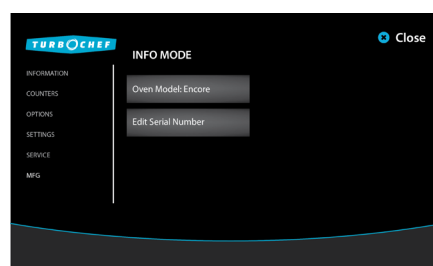 TURBOCHEF
Close
INFO MODE
INFORMATION
COUNTERS
OPTIONS
SETTINGS
SERVICE
MFG
Oven Model: Encore
Edit Serial Number